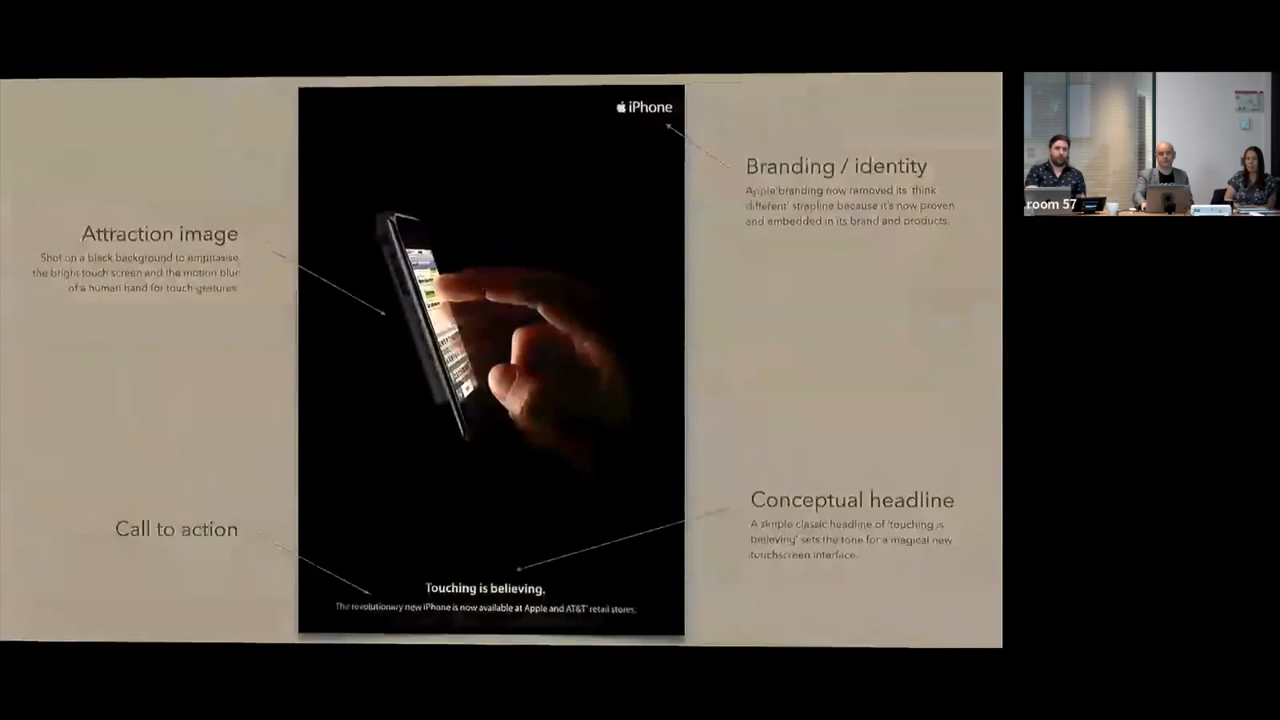 iPhone
Branding / identity
Apple branding now removed its 'think
different' strapline because it's now proven
and embedded in its brand and products.
Attraction image
Shot on a black background to emphasise
the bright touch screen and the motion blur
of a human hand for touch gestures.
Conceptual headline
A simple classic headline of 'touching is
believing' sets the tone for a magical new
touchscreen interface.
Call to action
Touching is believing.
The revolutionary new iPhone is now available at Apple and AT&T retail stores.
room 57